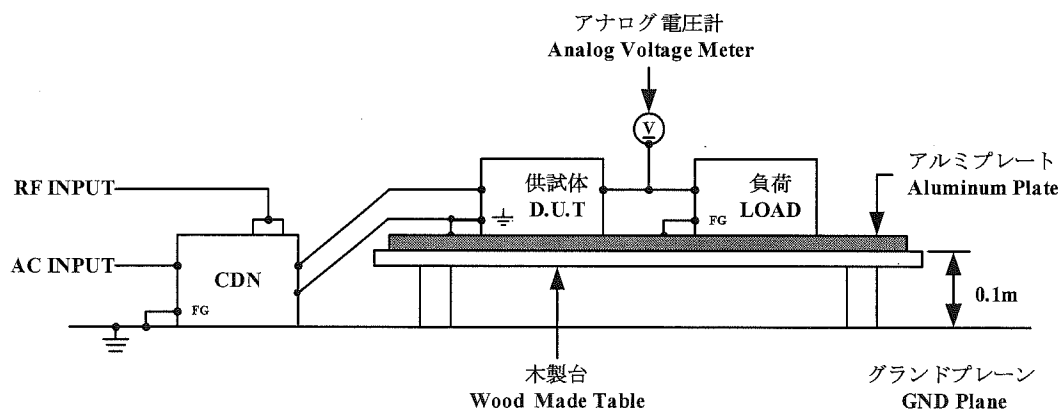 アナログ電圧計
Analog Voltage Meter
V
RF INPUT
供試体
D.U.T
負荷
LOAD
アルミプレート
Aluminum Plate
FG
AC INPUT
CDN
FG
0.1m
木製台
Wood Made Table
グランドプレーン
GND Plane